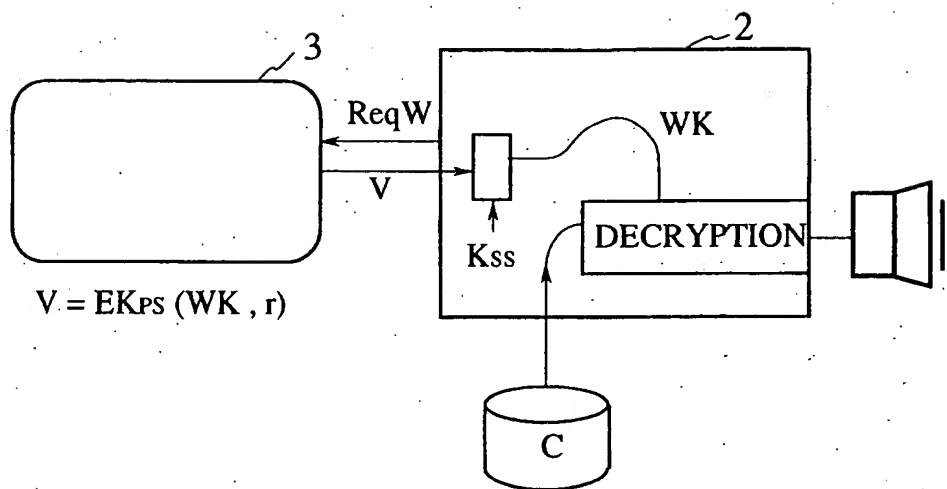 3
2
ReqW
WK
V
Kss
DECRYPTION
V = EKPS (WK , r)
C